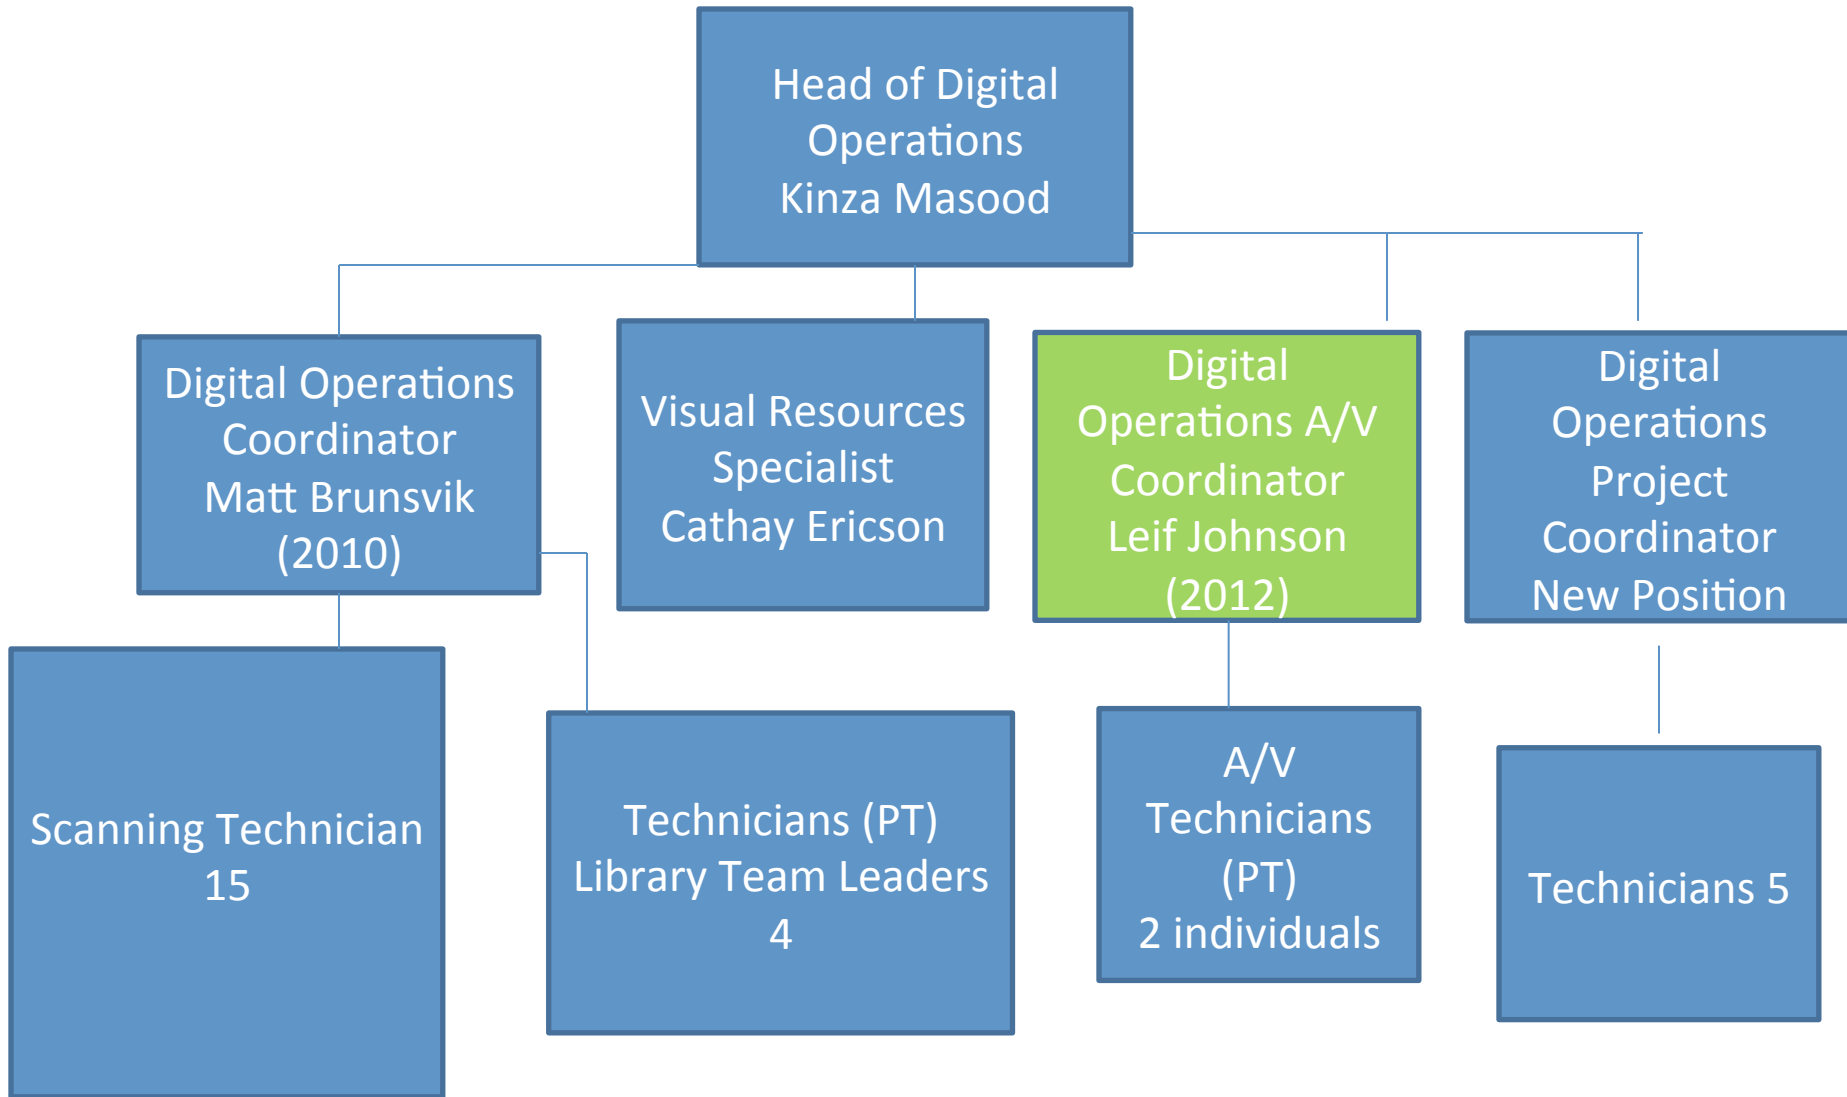 Head of Digital
Operations
Kinza Masood
Digital Operations
Coordinator
Matt Brunsvik
(2010)
Visual Resources
Specialist
Cathay Ericson
Digital
Operations A/V
Coordinator
Leif Johnson
(2012)
Digital
Operations
Project
Coordinator
New Position
Scanning Technician
15
Technicians (PT)
Library Team Leaders
4
A/V
Technicians
(PT)
2 individuals
Technicians 5